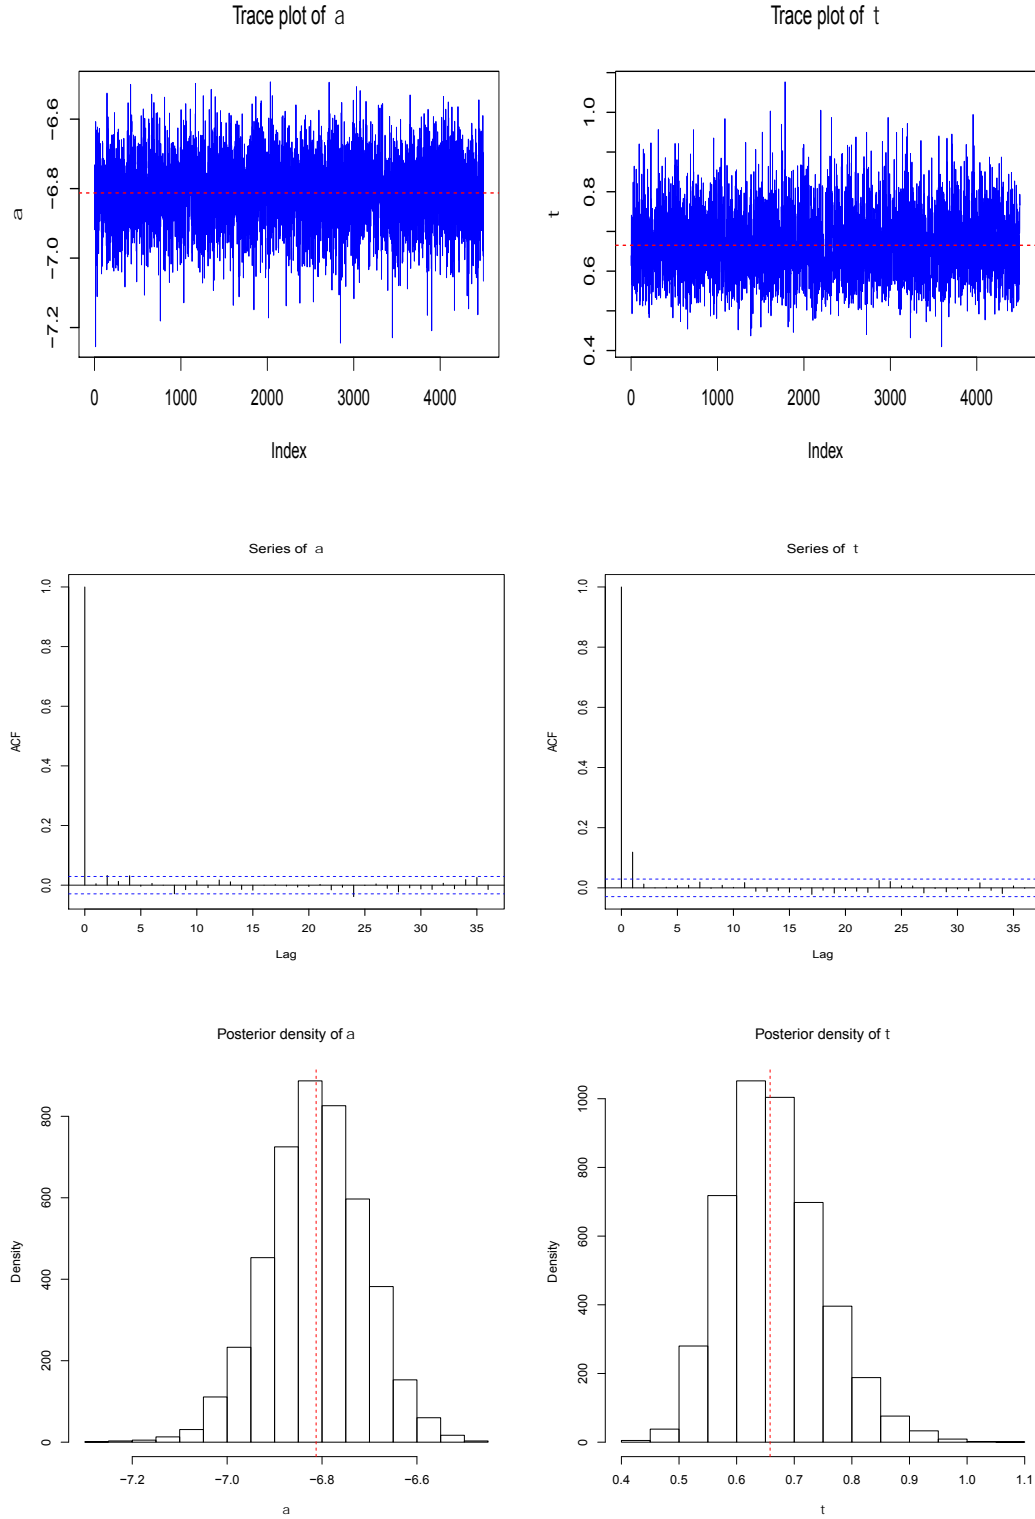 Trace plot of a
a
−6.6
−6.8
−7.0
−7.2
0 1000 2000 3000 4000
Index
Trace plot of t
t
1.0
0.8
0.6
0.4
0 1000 2000 3000 4000
Index
Series of a
ACF
1.0
0.8
0.6
0.4
0.2
0.0
0 5 10 15 20 25 30 35
Lag
Series of t
ACF
1.0
0.8
0.6
0.4
0.2
0.0
0 5 10 15 20 25 30 35
Lag
Posterior density of a
Density
800
600
400
200
0
−7.2 −7.0 −6.8 −6.6
a
Posterior density of t
Density
1000
800
600
400
200
0
0.4 0.5 0.6 0.7 0.8 0.9 1.0 1.1
t